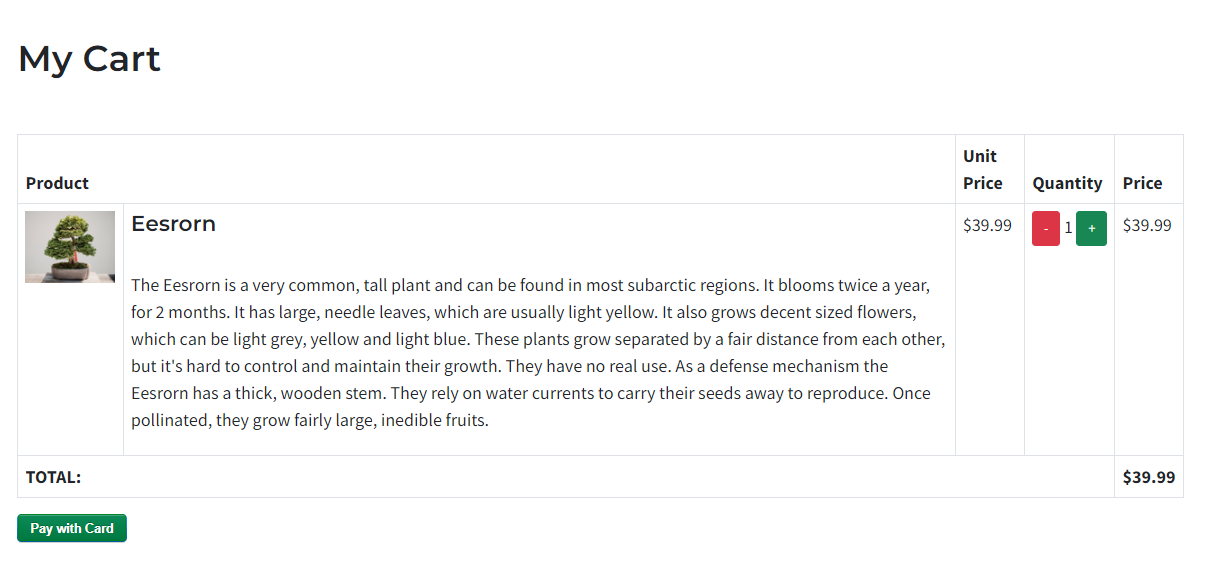 My Cart
Unit
Product Price Quantity Price
Eesrorn $39.99 - 1 + $39.99
The Eesrorn is a very common, tall plant and can be found in most subarctic regions. It blooms twice a year,
for 2 months. It has large, needle leaves, which are usually light yellow. It also grows decent sized flowers,
which can be light grey, yellow and light blue. These plants grow separated by a fair distance from each other,
but it's hard to control and maintain their growth. They have no real use. As a defense mechanism the
Eesrorn has a thick, wooden stem. They rely on water currents to carry their seeds away to reproduce. Once
pollinated, they grow fairly large, inedible fruits.
TOTAL: $39.99
Pay with Card